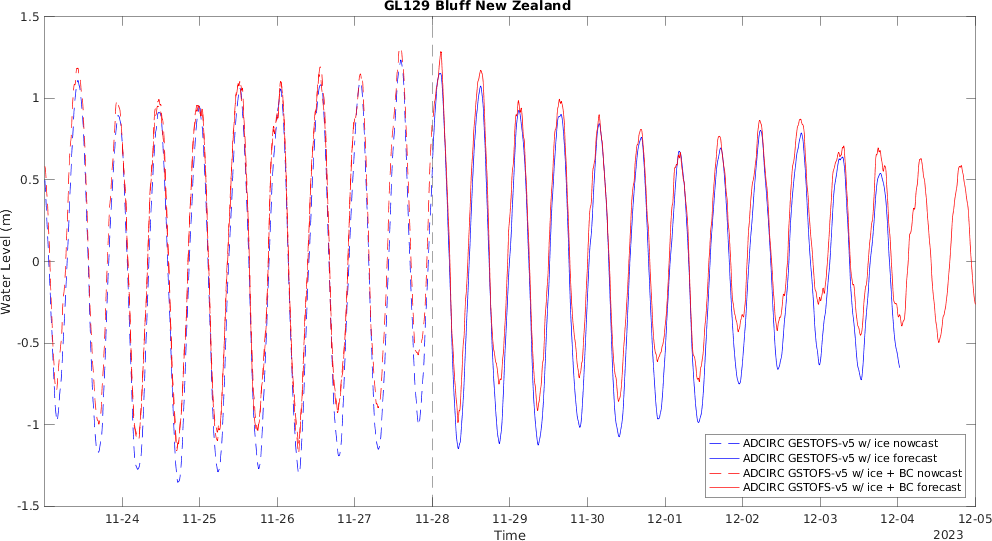 GL129 Bluff New Zealand
1.5
1
0.5
0
-0.5
-1
-1.5
Water Level (m)
ADCIRC GESTOFS-v5 w/ ice nowcast
ADCIRC GESTOFS-v5 w/ ice forecast
ADCIRC GSTOFS-v5 w/ ice + BC nowcast
ADCIRC GSTOFS-v5 w/ ice + BC forecast
11-24 11-25 11-26 11-27 11-28 11-29 11-30 12-01 12-02 12-03 12-04 12-05
Time
2023